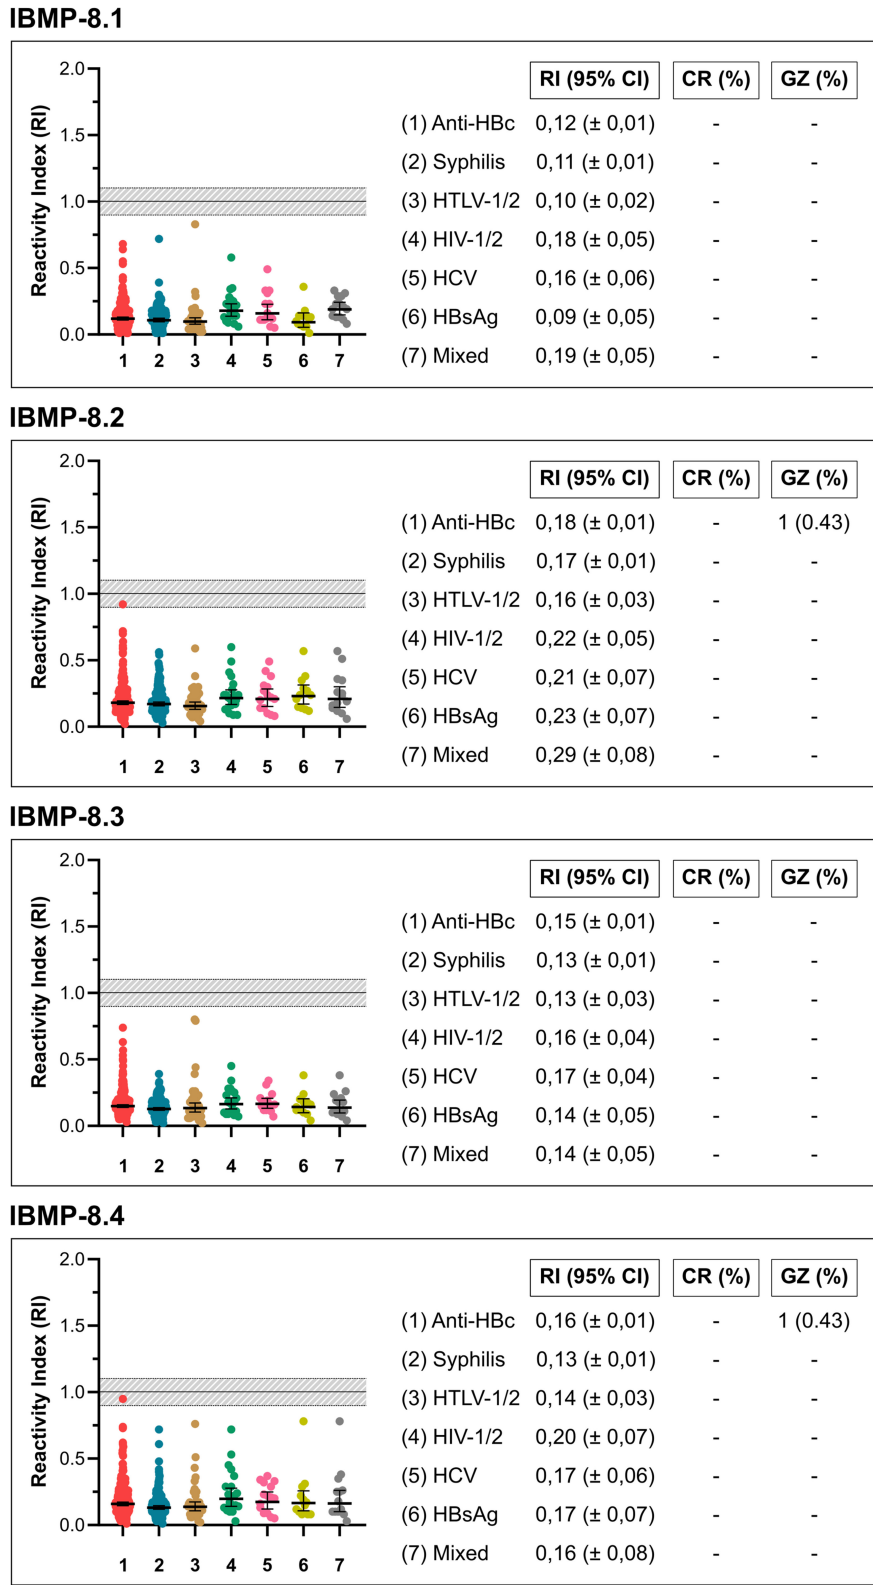 IBMP-8.1
RI (95% CI) CR (%) GZ (%)
Reactivity Index (RI)
2.0
1.5
1.0
0.5
0.0
1 2 3 4 5 6 7
(1) Anti-HBc 0,12 (± 0,01) - -
(2) Syphilis 0,11 (± 0,01) - -
(3) HTLV-1/2 0,10 (± 0,02) - -
(4) HIV-1/2 0,18 (± 0,05) - -
(5) HCV 0,16 (± 0,06) - -
(6) HBsAg 0,09 (± 0,05) - -
(7) Mixed 0,19 (± 0,05) - -
IBMP-8.2
RI (95% CI) CR (%) GZ (%)
Reactivity Index (RI)
2.0
1.5
1.0
0.5
0.0
1 2 3 4 5 6 7
(1) Anti-HBc 0,18 (± 0,01) - 1 (0.43)
(2) Syphilis 0,17 (± 0,01) - -
(3) HTLV-1/2 0,16 (± 0,03) - -
(4) HIV-1/2 0,22 (± 0,05) - -
(5) HCV 0,21 (± 0,07) - -
(6) HBsAg 0,23 (± 0,07) - -
(7) Mixed 0,29 (± 0,08) - -
IBMP-8.3
RI (95% CI) CR (%) GZ (%)
Reactivity Index (RI)
2.0
1.5
1.0
0.5
0.0
1 2 3 4 5 6 7
(1) Anti-HBc 0,15 (± 0,01) - -
(2) Syphilis 0,13 (± 0,01) - -
(3) HTLV-1/2 0,13 (± 0,03) - -
(4) HIV-1/2 0,16 (± 0,04) - -
(5) HCV 0,17 (± 0,04) - -
(6) HBsAg 0,14 (± 0,05) - -
(7) Mixed 0,14 (± 0,05) - -
IBMP-8.4
RI (95% CI) CR (%) GZ (%)
Reactivity Index (RI)
2.0
1.5
1.0
0.5
0.0
1 2 3 4 5 6 7
(1) Anti-HBc 0,16 (± 0,01) - 1 (0.43)
(2) Syphilis 0,13 (± 0,01) - -
(3) HTLV-1/2 0,14 (± 0,03) - -
(4) HIV-1/2 0,20 (± 0,07) - -
(5) HCV 0,17 (± 0,06) - -
(6) HBsAg 0,17 (± 0,07) - -
(7) Mixed 0,16 (± 0,08) - -